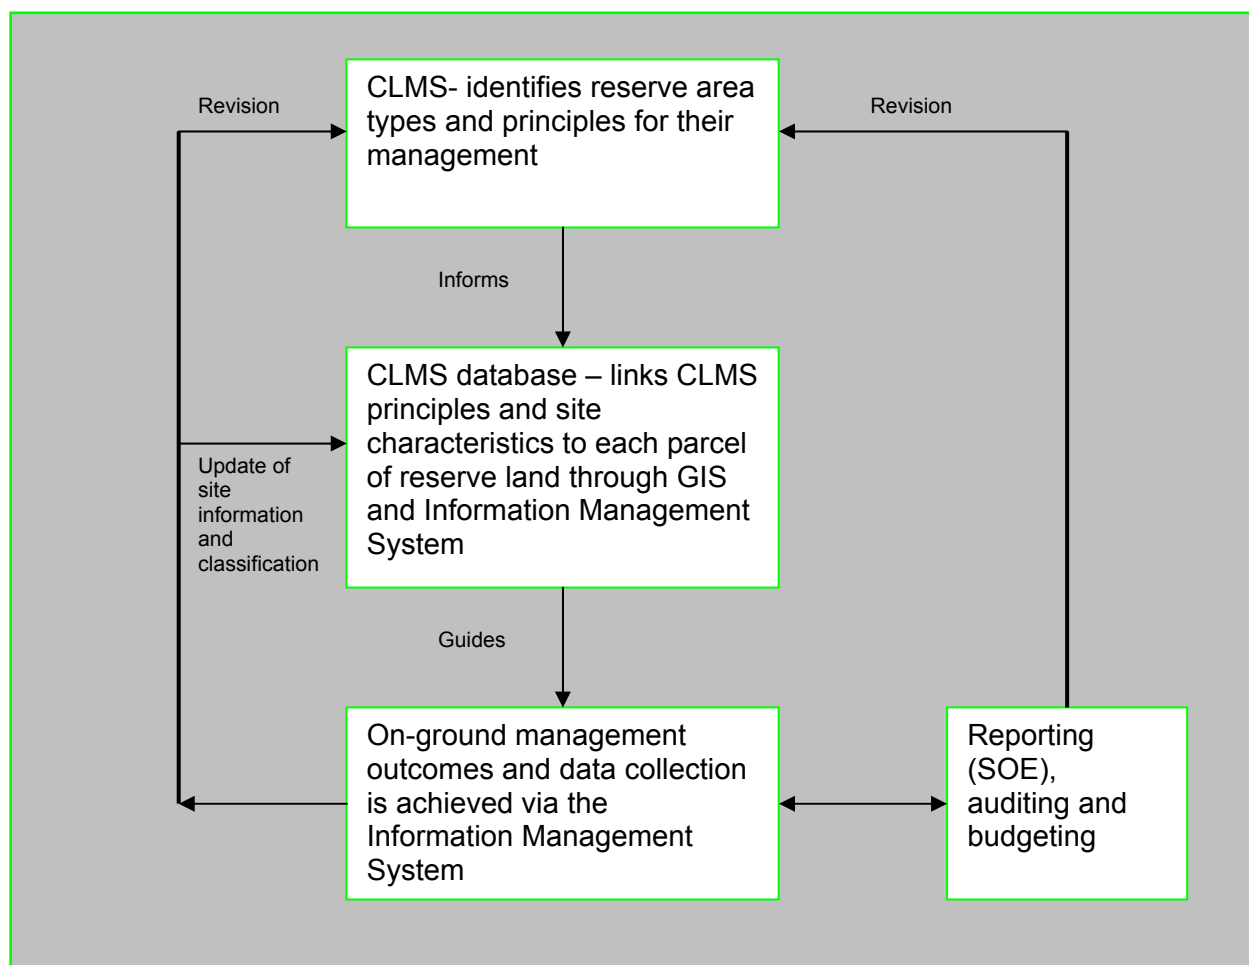 Revision
CLMS- identifies reserve area
types and principles for their
management
Revision
Informs
CLMS database – links CLMS
principles and site
characteristics to each parcel
of reserve land through GIS
and Information Management
System
Update of
site
information
and
classification
Guides
On-ground management
outcomes and data collection
is achieved via the
Information Management
System
Reporting
(SOE),
auditing and
budgeting